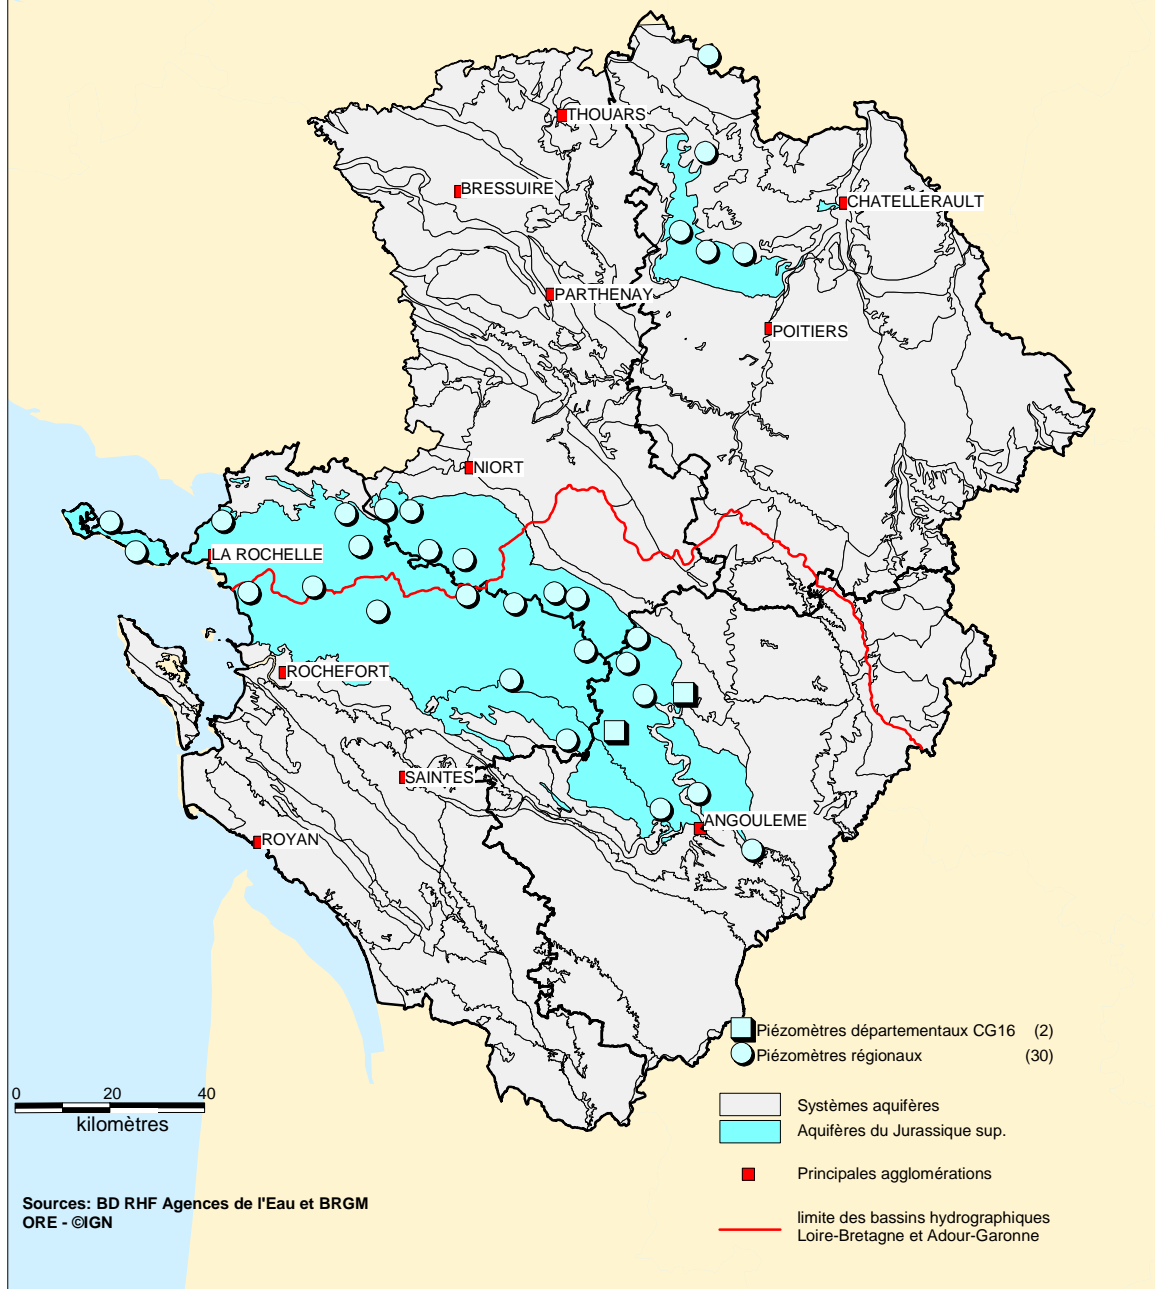 THOUARS
BRESSUIRE
CHATELLERAULT
PARTHENAY
POITIERS
NIORT
LA ROCHELLE
ROCHEFORT
SAINTES
ANGOULEME
ROYAN
Piézomètres départementaux CG16 (2)
Piézomètres régionaux (30)
0 20 40
kilomètres
Systèmes aquifères
Aquifères du Jurassique sup.
Principales agglomérations
Sources: BD RHF Agences de l'Eau et BRGM
ORE - ©IGN
limite des bassins hydrographiques
Loire-Bretagne et Adour-Garonne